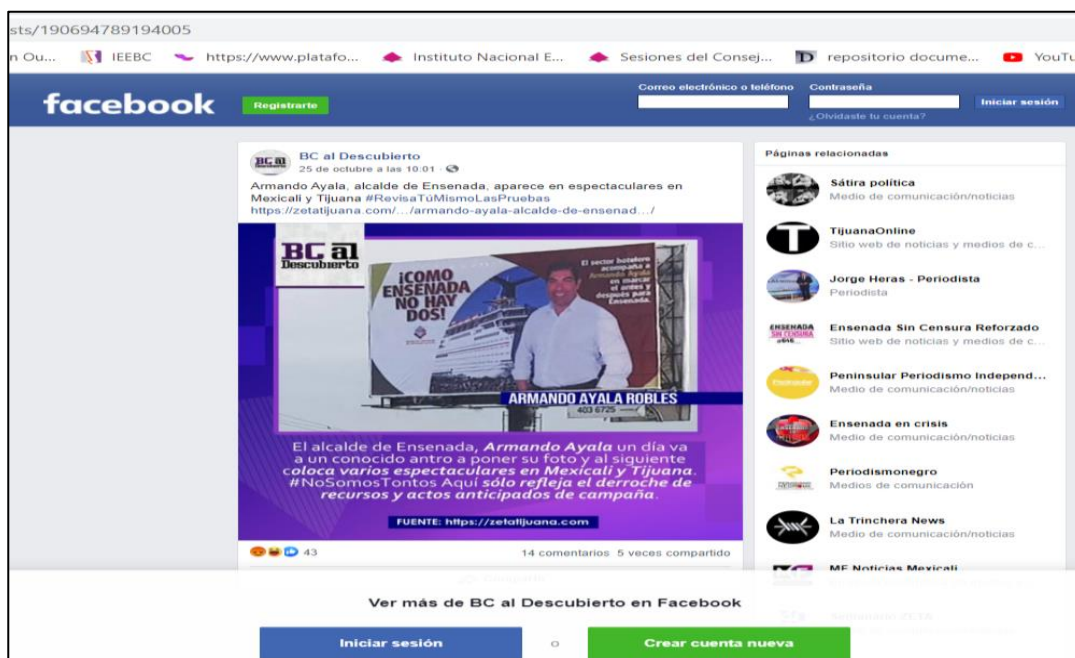 sts/190694789194005
n Ou... IEEBC https://www.platafo... Instituto Nacional E... Sesiones del Consej... repositorio docume... YouTu
facebook Registrarte
Correo electrónico o teléfono Contraseña
Iniciar sesión
¿Olvidaste tu cuenta?
BC al Descubierto
25 de octubre a las 10:01
Armando Ayala, alcalde de Ensenada, aparece en espectaculares en
Mexicali y Tijuana #RevisaTúMismoLasPruebas
https://zetatijuana.com/.../armando-ayala-alcalde-de-ensenad.../
BC al
Descubierto
¡COMO
ENSENADA
NO HAY
DOS!
El sector hotelero
acompaña a
Armando Ayala
en marcar
el antes y
después para
Ensenada.
ARMANDO AYALA ROBLES
403 6725
El alcalde de Ensenada, Armando Ayala un día va
a un conocido antro a poner su foto y al siguiente
coloca varios espectaculares en Mexicali y Tijuana.
#NoSomosTontos Aquí sólo refleja el derroche de
recursos y actos anticipados de campaña.
FUENTE: https://zetatijuana.com
43
14 comentarios 5 veces compartido
Páginas relacionadas
Sátira política
Medio de comunicación/noticias
TijuanaOnline
Sitio web de noticias y medios de c...
Jorge Heras - Periodista
Periodista
Ensenada Sin Censura Reforzado
Sitio web de noticias y medios de c...
Peninsular Periodismo Independ...
Medio de comunicación/noticias
Ensenada en crisis
Medio de comunicación/noticias
Periodismonegro
Medios de comunicación
La Trinchera News
Medio de comunicación/noticias
MF Noticias Mexicali
Ver más de BC al Descubierto en Facebook
Iniciar sesión o Crear cuenta nueva